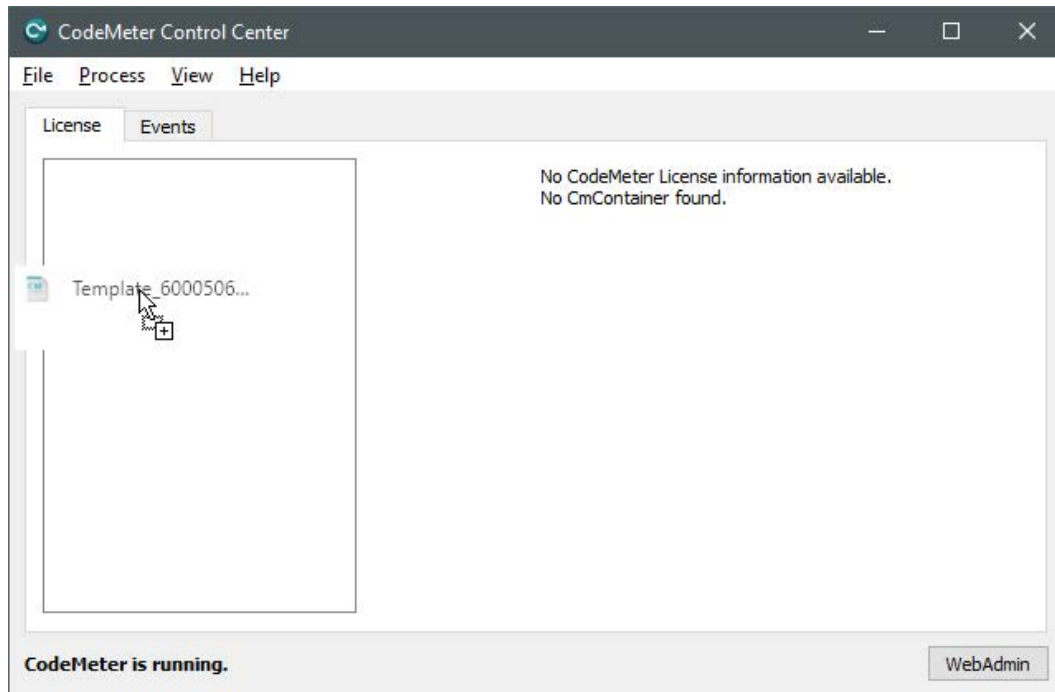 CodeMeter Control Center
File Process View Help
License Events
No CodeMeter License information available.
No CmContainer found.
Template_6000506...
CodeMeter is running.
WebAdmin